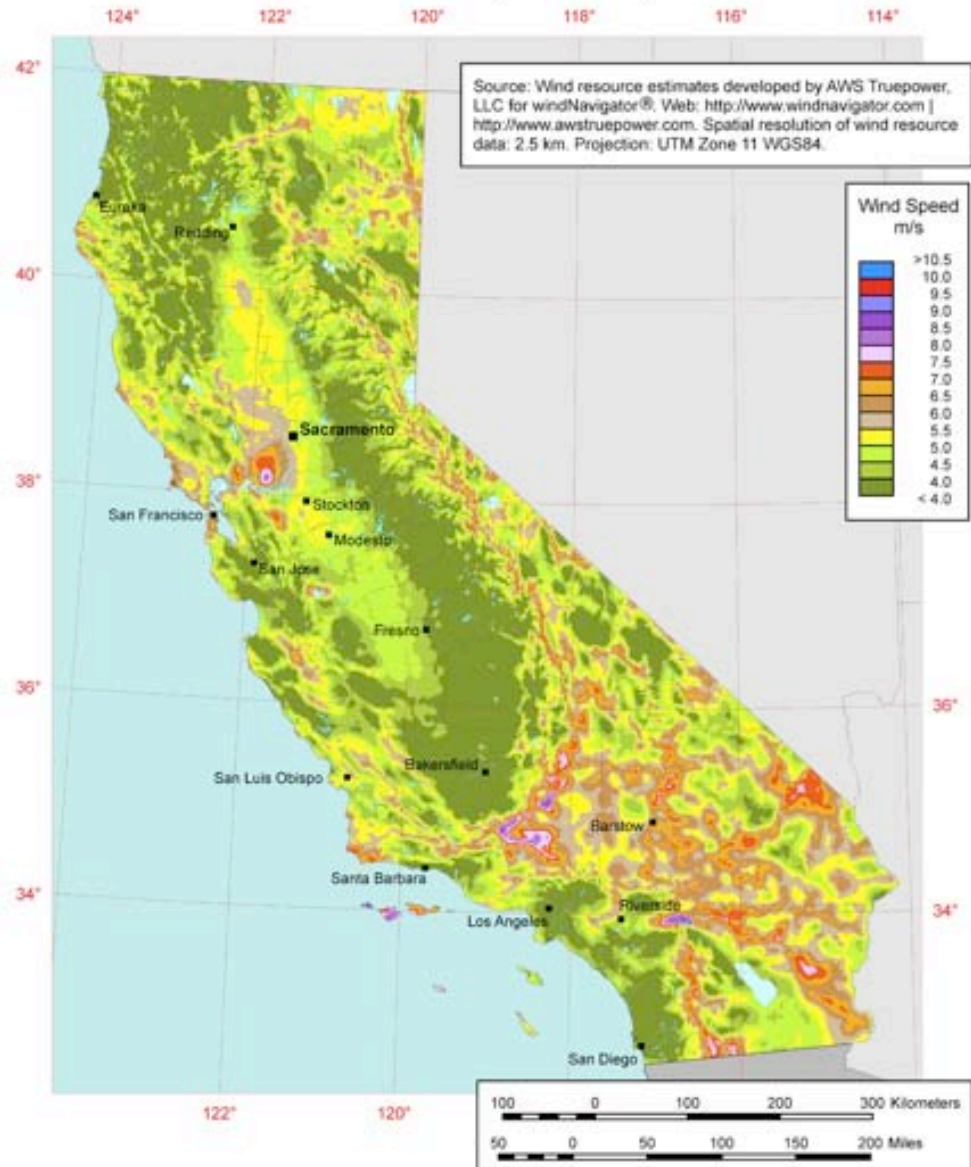 124° 122° 120° 118° 116° 114°
42°
Source: Wind resource estimates developed by AWS Truepower,
LLC for windNavigator®. Web: http://www.windnavigator.com |
http://www.awstruepower.com. Spatial resolution of wind resource
data: 2.5 km. Projection: UTM Zone 11 WGS84.
Eureka
Redding
Wind Speed
m/s
>10.5
10.0
9.5
9.0
8.5
8.0
7.5
7.0
6.5
6.0
5.5
5.0
4.5
4.0
< 4.0
40°
Sacramento
38°
Stockton
San Francisco
Modesto
San Jose
Fresno
36° 36°
Bakersfield
San Luis Obispo
Barstow
Santa Barbara
34° 34°
Riverside
Los Angeles
San Diego
122° 120°
100 0 100 200 300 Kilometers
50 0 50 100 150 200 Miles